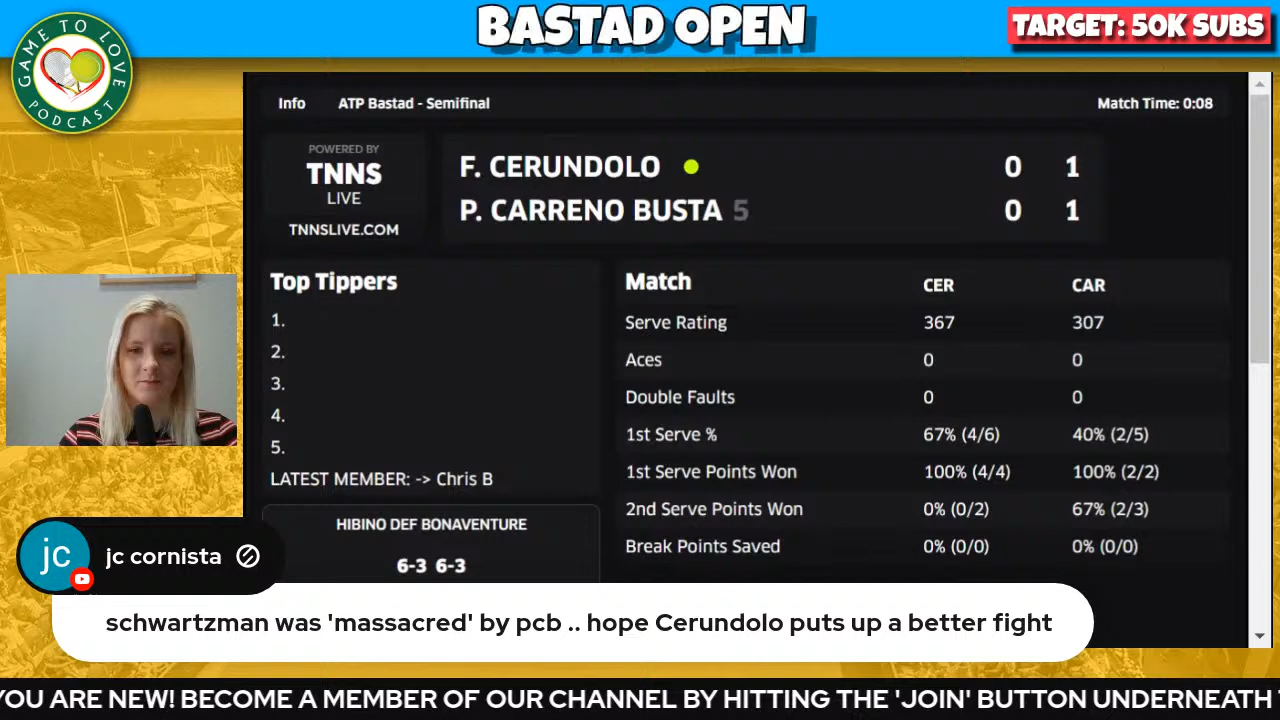 BASTAD OPEN
TARGET: 50K SUBS
GAME TO LOVE
PODCAST
Info ATP Bastad - Semifinal Match Time: 0:08
POWERED BY
TNNS
LIVE
TNNSLIVE.COM
F. CERUNDOLO 0 1
P. CARRENO BUSTA 5 0 1
Top Tippers
1.
2.
3.
4.
5.
LATEST MEMBER: -> Chris B
HIBINO DEF BONAVENTURE
6-3 6-3
Match CER CAR
Serve Rating 367 307
Aces 0 0
Double Faults 0 0
1st Serve % 67% (4/6) 40% (2/5)
1st Serve Points Won 100% (4/4) 100% (2/2)
2nd Serve Points Won 0% (0/2) 67% (2/3)
Break Points Saved 0% (0/0) 0% (0/0)
jc jc cornista
schwartzman was 'massacred' by pcb .. hope Cerundolo puts up a better fight
YOU ARE NEW! BECOME A MEMBER OF OUR CHANNEL BY HITTING THE 'JOIN' BUTTON UNDERNEATH